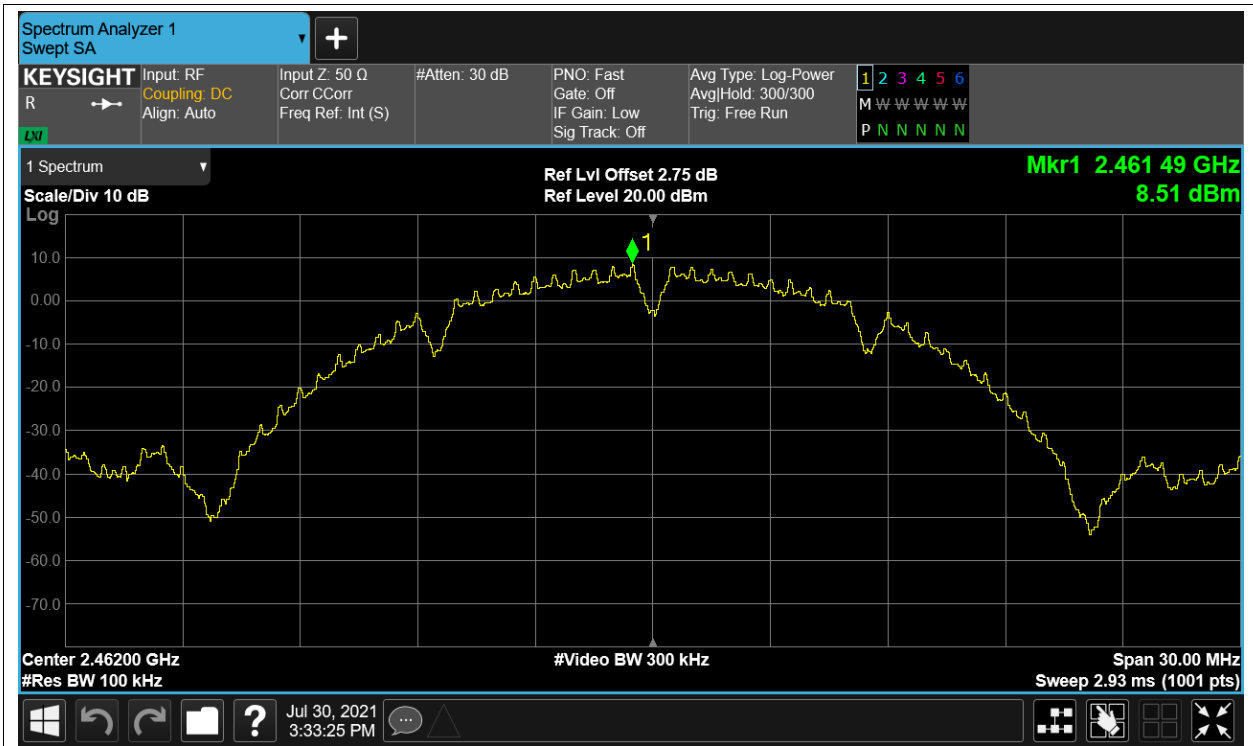 Spectrum Analyzer 1
Swept SA
KEYSIGHT
R
LXI
Input: RF
Coupling: DC
Align: Auto
Input Z: 50 Ω
Corr CCorr
Freq Ref: Int (S)
#Atten: 30 dB
PNO: Fast
Gate: Off
IF Gain: Low
Sig Track: Off
Avg Type: Log-Power
Avg|Hold: 300/300
Trig: Free Run
1 2 3 4 5 6
M W W W W W
P N N N N N
1 Spectrum
Scale/Div 10 dB
Log
Ref Lvl Offset 2.75 dB
Ref Level 20.00 dBm
Mkr1 2.461 49 GHz
8.51 dBm
1
10.0
0.00
-10.0
-20.0
-30.0
-40.0
-50.0
-60.0
-70.0
Center 2.46200 GHz
#Res BW 100 kHz
#Video BW 300 kHz
Span 30.00 MHz
Sweep 2.93 ms (1001 pts)
?
Jul 30, 2021
3:33:25 PM